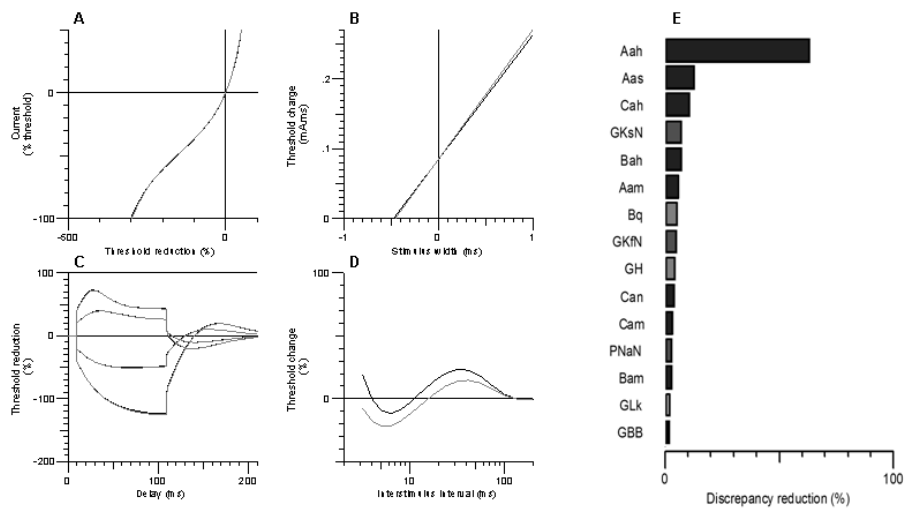 A
Current
(% threshold)
0
-100
-500
0
Threshold reduction (%)
B
Threshold charge
(mA.ms)
.2
.1
0
-1
0
1
Stimulus width (ms)
C
Threshold reduction
(%)
100
0
-100
-200
0
100
200
Delay (ms)
D
Threshold change
(%)
100
0
10
100
Interstimulus interval (ms)
E
Aah
Aas
Cah
GKsN
Bah
Aam
Bq
GKfN
GH
Can
Cam
PNaN
Bam
GLk
GBB
0
100
Discrepancy reduction (%)